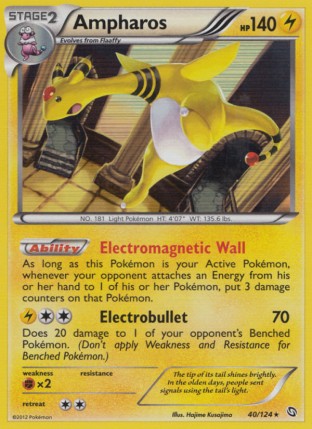 STAGE2
Ampharos
HP140
Evolves from Flaaffy
NO. 181 Light Pokémon HT: 4'07" WT: 135.6 lbs.
Ability Electromagnetic Wall
As long as this Pokémon is your Active Pokémon,
whenever your opponent attaches an Energy from his
or her hand to 1 of his or her Pokémon, put 3 damage
counters on that Pokémon.
Electrobullet 70
Does 20 damage to 1 of your opponent's Benched
Pokémon. (Don't apply Weakness and Resistance for
Benched Pokémon.)
weakness resistance
×2
retreat
The tip of its tail shines brightly.
In the olden days, people sent
signals using the tail's light.
©2012 Pokémon Illus. Hajime Kusajima 40/124★